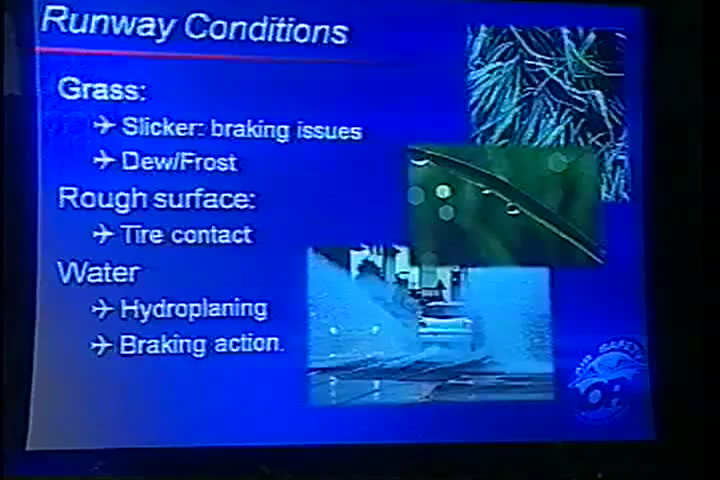 Runway Conditions
Grass:
Slicker: braking issues
Dew/Frost
Rough surface:
Tire contact
Water
Hydroplaning
Braking action.